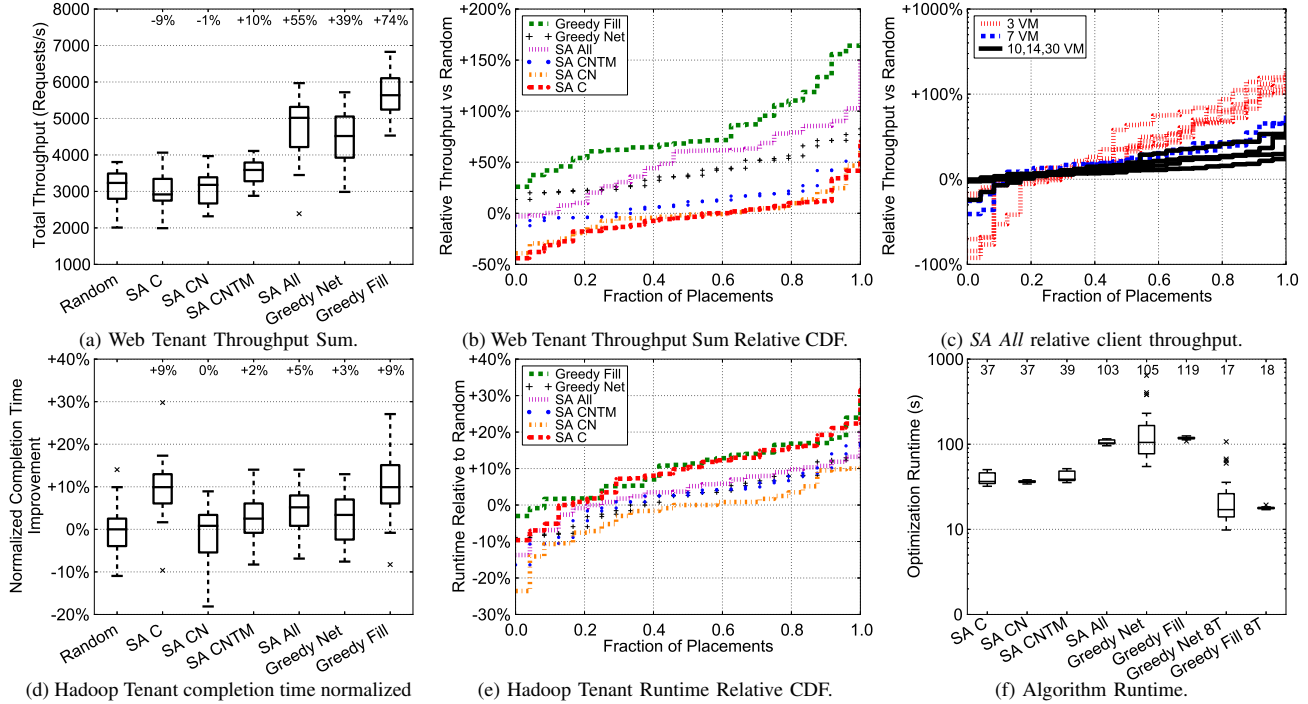 8000
7000
6000
5000
4000
3000
2000
1000
Total Throughput (Requests/s)
-9%
-1%
+10%
+55%
+39%
+74%
Random
SA C
SA CN
SA CNTM
SA All
Greedy Net
Greedy Fill
(a) Web Tenant Throughput Sum.
+200%
+150%
+100%
+50%
0%
-50%
Relative Throughput vs Random
Greedy Fill
Greedy Net
SA All
SA CNTM
SA CN
SA C
0.0 0.2 0.4 0.6 0.8 1.0
Fraction of Placements
(b) Web Tenant Throughput Sum Relative CDF.
+1000%
+100%
0%
-100%
Relative Throughput vs Random
3 VM
7 VM
10,14,30 VM
0.0 0.2 0.4 0.6 0.8 1.0
Fraction of Placements
(c) SA All relative client throughput.
+40%
+30%
+20%
+10%
0%
-10%
-20%
Normalized Completion Time
Improvement
+9%
0%
+2%
+5%
+3%
+9%
Random
SA C
SA CN
SA CNTM
SA All
Greedy Net
Greedy Fill
(d) Hadoop Tenant completion time normalized
+40%
+30%
+20%
+10%
0%
-10%
-20%
-30%
Runtime Relative to Random
Greedy Fill
Greedy Net
SA All
SA CNTM
SA CN
SA C
0.0 0.2 0.4 0.6 0.8 1.0
Fraction of Placements
(e) Hadoop Tenant Runtime Relative CDF.
1000
100
10
0
Optimization Runtime (s)
37
37
39
103
105
119
17
18
SA C
SA CN
SA CNTM
SA All
Greedy Net
Greedy Fill
Greedy Net 8T
Greedy Fill 8T
(f) Algorithm Runtime.